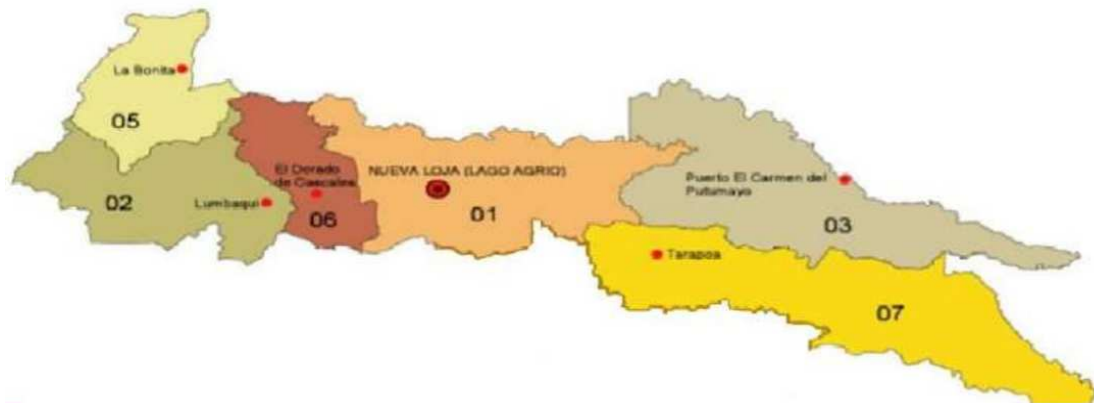 La Bonita
05
02
Lumbaqui
El Dorado
de Cascales
06
NUEVA LOJA (LAGO AGRIO)
01
Puerto El Carmen del
Putumayo
03
Tarapoa
07